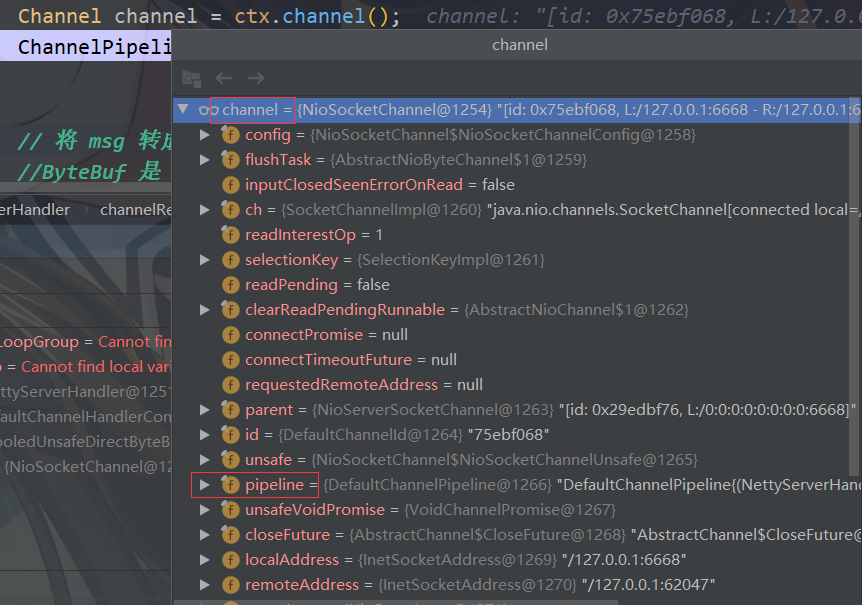 Channel channel = ctx.channel(); channel: "[id: 0x75ebf068, L:/127.0.
ChannelPipeli
channel
channel = {NioSocketChannel@1254} "[id: 0x75ebf068, L:/127.0.0.1:6668 - R:/127.0.0.1:6
// 将 msg 转成
config = {NioSocketChannel$NioSocketChannelConfig@1258}
flushTask = {AbstractNioByteChannel$1@1259}
//ByteBuf 是
inputClosedSeenErrorOnRead = false
erHandler channelRe
ch = {SocketChannelImpl@1260} "java.nio.channels.SocketChannel[connected local=/
readInterestOp = 1
selectionKey = {SelectionKeyImpl@1261}
readPending = false
clearReadPendingRunnable = {AbstractNioChannel$1@1262}
connectPromise = null
LoopGroup = Cannot fin
connectTimeoutFuture = null
= Cannot find local vari
requestedRemoteAddress = null
ttyServerHandler@1251
parent = {NioServerSocketChannel@1263} "[id: 0x29edbf76, L:/0:0:0:0:0:0:0:0:6668]"
aultChannelHandlerCon
id = {DefaultChannelId@1264} "75ebf068"
ooledUnsafeDirectByteB
unsafe = {NioSocketChannel$NioSocketChannelUnsafe@1265}
{NioSocketChannel@12
pipeline = {DefaultChannelPipeline@1266} "DefaultChannelPipeline{(NettyServerHan
unsafeVoidPromise = {VoidChannelPromise@1267}
closeFuture = {AbstractChannel$CloseFuture@1268} "AbstractChannel$CloseFuture@
localAddress = {InetSocketAddress@1269} "/127.0.0.1:6668"
remoteAddress = {InetSocketAddress@1270} "/127.0.0.1:62047"